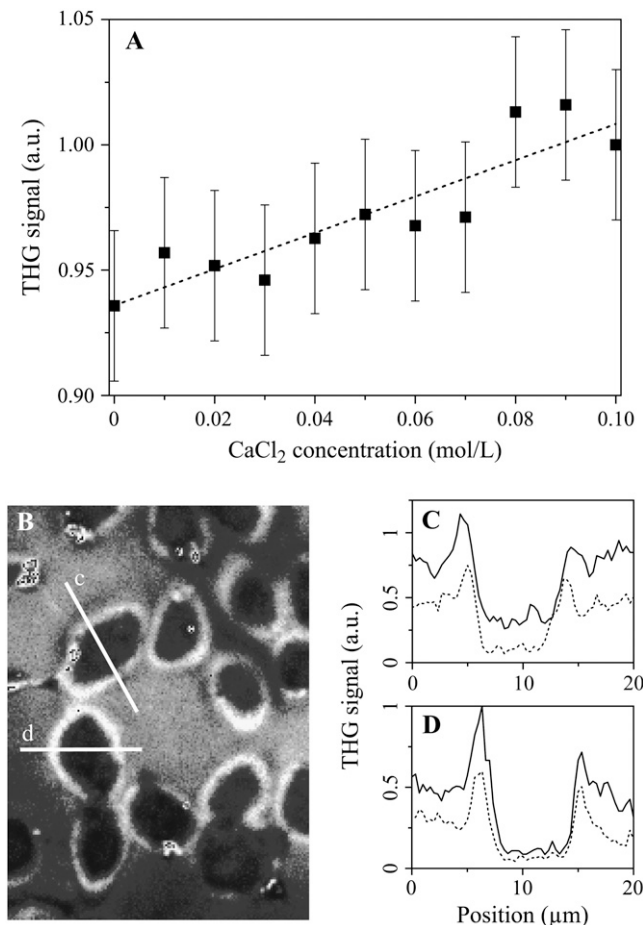 A
THG signal (a.u.)
1.05
1.00
0.95
0.90
0 0.02 0.04 0.06 0.08 0.10
CaCl2 concentration (mol/L)
B
c
d
C
1
0.5
0
0 10 20
THG signal (a.u.)
D
1
0.5
0
0 10 20
Position (µm)